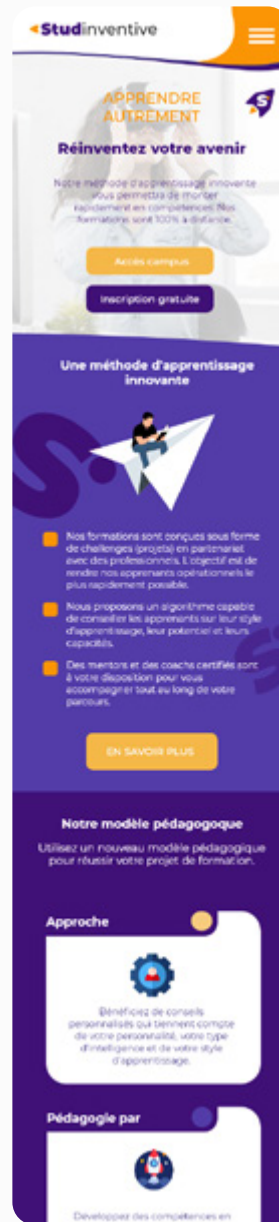 Studinventive
APPRENDRE
AUTREMENT
Réinventez votre avenir
Notre méthode d'apprentissage innovente
vous permettra de monter
rapidement en compétences. Nos
formations sont 100% à distance.
Accès campus
Inscription gratuite
Une méthode d'apprentissage
innovante
Nos formations sont conçues sous forme
de challenges (projets) en partenariat
avec des professionnels. L'objectif est de
rendre nos apprenants opérationnels le
plus rapidement possible.
Nous proposons un algorithme capable
de conseiller les apprenants sur leur style
d'apprentissage, leur potentiel et leurs
capacités.
Des mentors et des coachs certifiés sont
à votre disposition pour vous
accompagner tout au long de votre
parcours.
EN SAVOIR PLUS
Notre modèle pédagogoque
Utilisez un nouveau modèle pédagogique
pour réussir votre projet de formation.
Approche
Bénéficiez de conseils
personnalisés qui tiennent compte
de votre personnalité, votre type
d'intelligence et de votre style
d'apprentissage.
Pédagogie par
Développez des compétences en